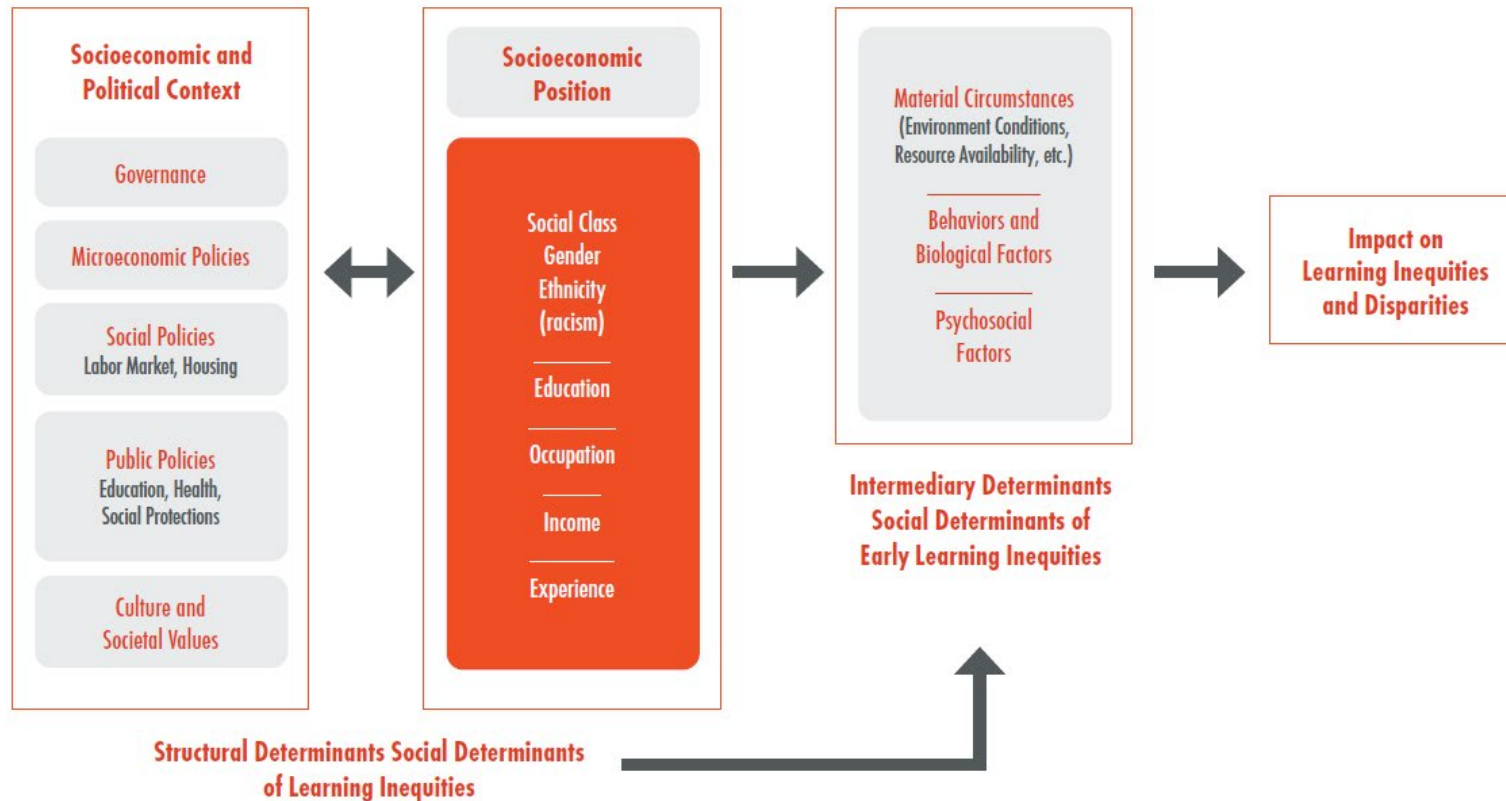 Socioeconomic and
Political Context
Governance
Microeconomic Policies
Social Policies
Labor Market, Housing
Public Policies
Education, Health,
Social Protections
Culture and
Societal Values
Socioeconomic
Position
Social Class
Gender
Ethnicity
(racism)
Education
Occupation
Income
Experience
Structural Determinants Social Determinants
of Learning Inequities
Material Circumstances
(Environment Conditions,
Resource Availability, etc.)
Behaviors and
Biological Factors
Psychosocial
Factors
Intermediary Determinants
Social Determinants of
Early Learning Inequities
Impact on
Learning Inequities
and Disparities